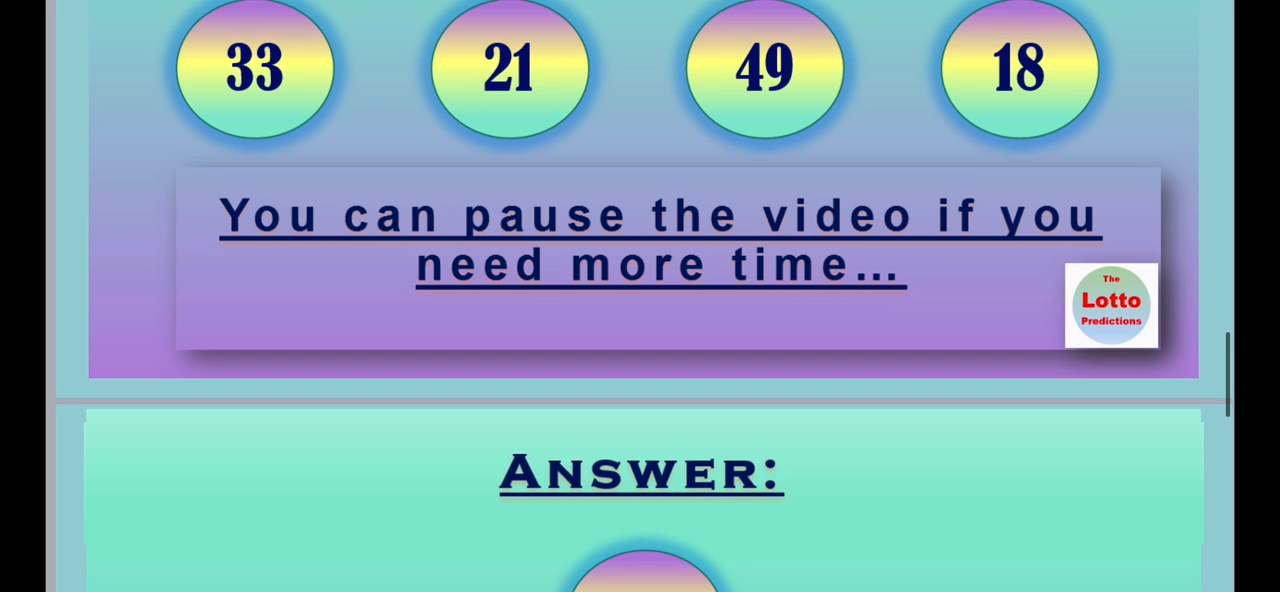 33 21 49 18
You can pause the video if you
need more time...
The
Lotto
Predictions
Answer: